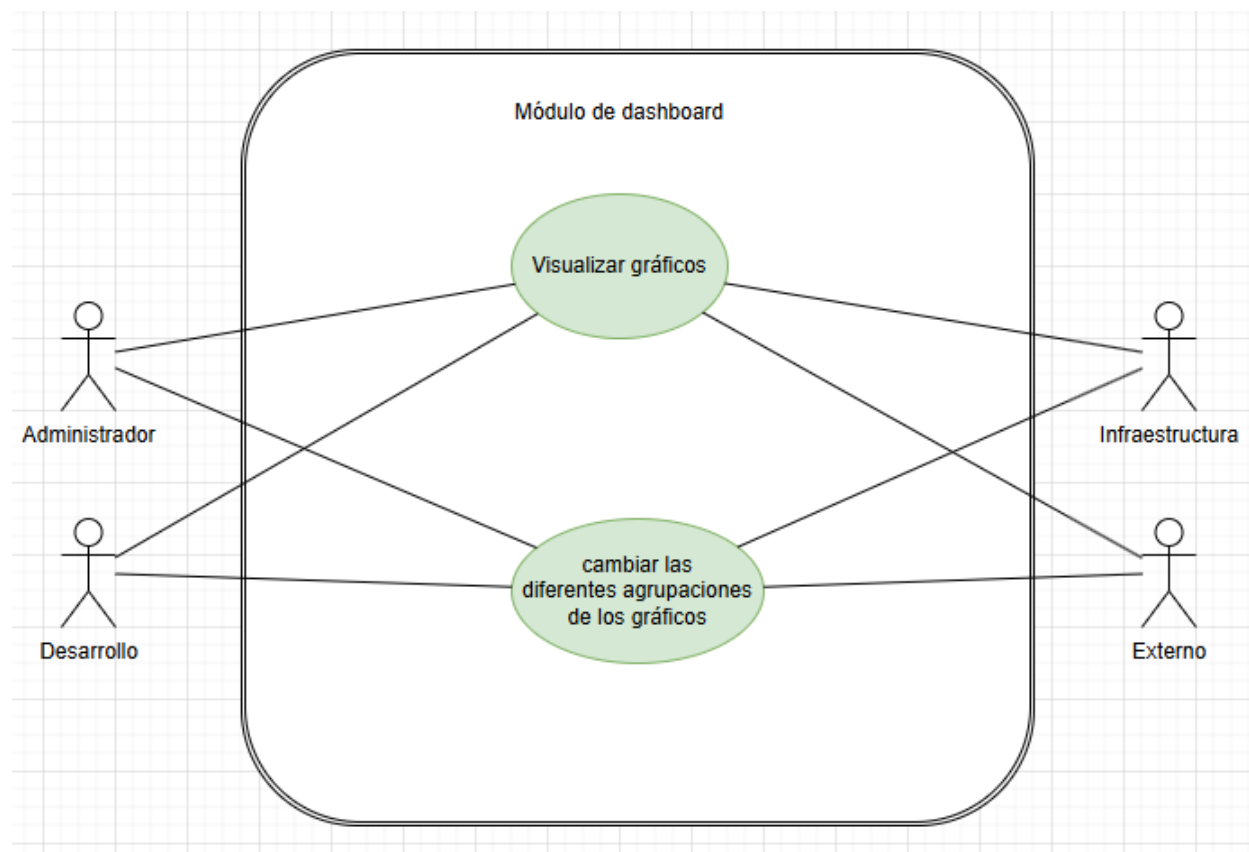 Módulo de dashboard
Visualizar gráficos
Administrador
Infraestructura
cambiar las
diferentes agrupaciones
de los gráficos
Desarrollo
Externo